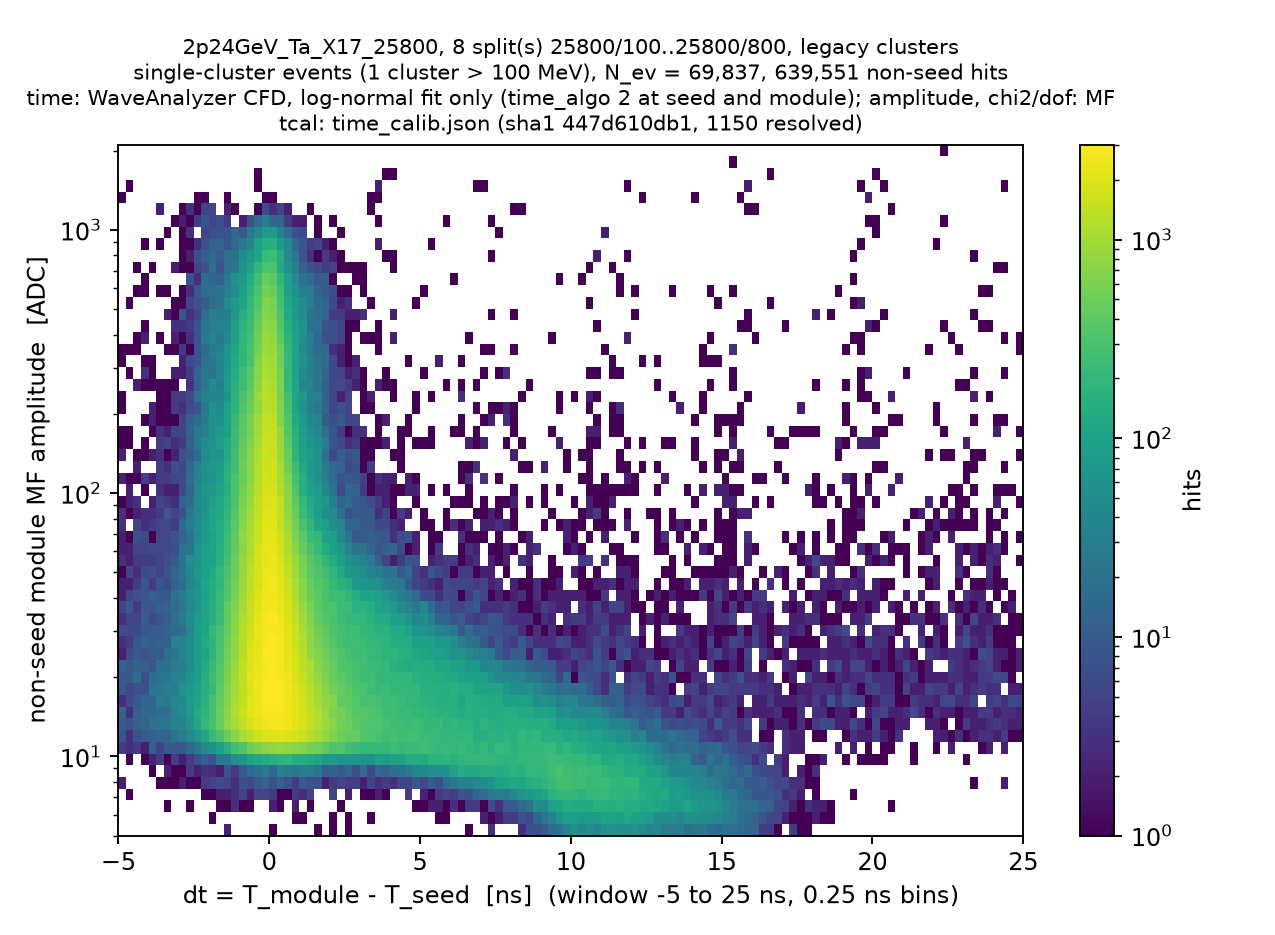 2p24GeV_Ta_X17_25800, 8 split(s) 25800/100..25800/800, legacy clusters
single-cluster events (1 cluster > 100 MeV), N_ev = 69,837, 639,551 non-seed hits
time: WaveAnalyzer CFD, log-normal fit only (time_algo 2 at seed and module); amplitude, chi2/dof: MF
tcal: time_calib.json (sha1 447d610db1, 1150 resolved)
non-seed module MF amplitude [ADC]
10³
10²
10¹
−5 0 5 10 15 20 25
dt = T_module - T_seed [ns] (window -5 to 25 ns, 0.25 ns bins)
10³
10²
10¹
10⁰
hits